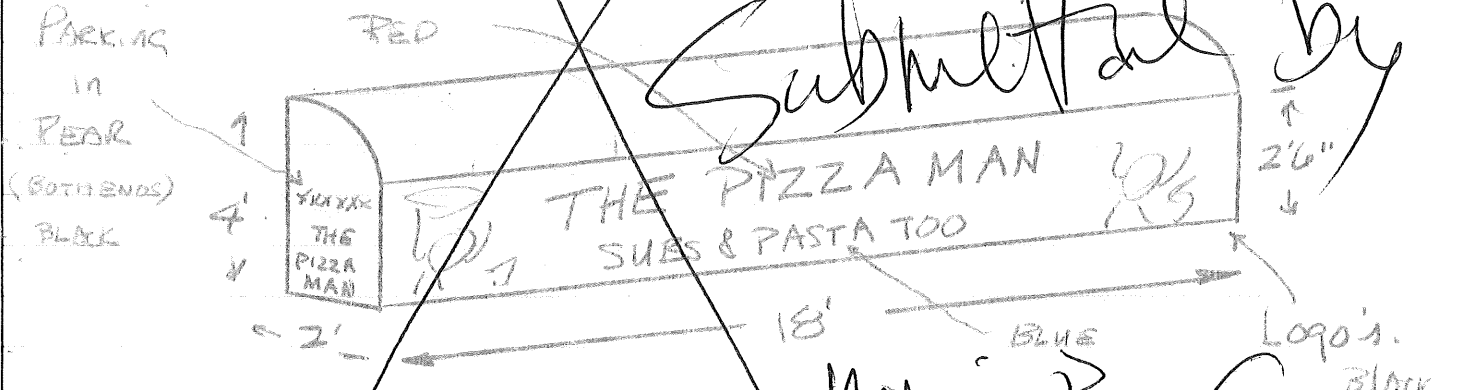 PARKING
IN
REAR
(BOTH ENDS)
BLACK
RED
Submittal by
4'
2'6"
THE PIZZA MAN
SUBS & PASTA TOO
THE
PIZZA
MAN
2'
18'
BLUE
Logo's.
BLACK